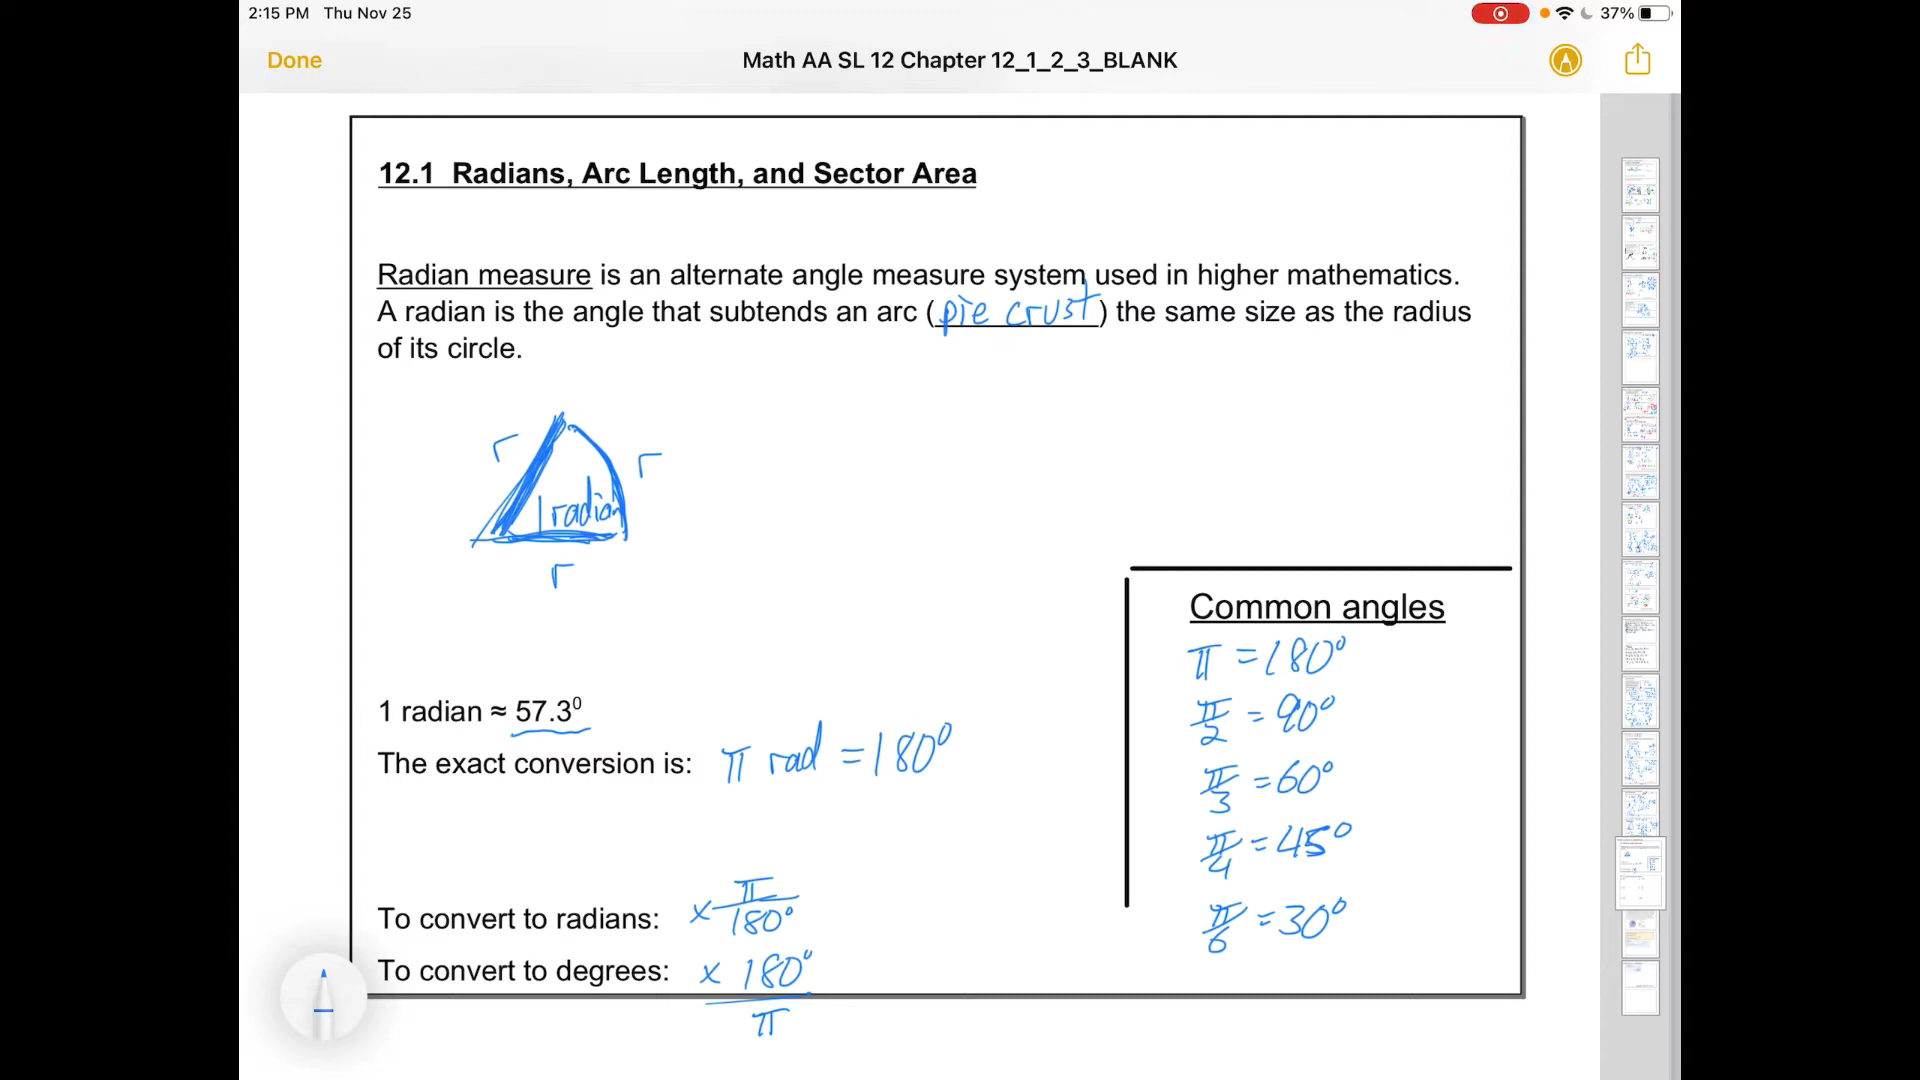 2:15 PM Thu Nov 25
37%
Done
Math AA SL 12 Chapter 12_1_2_3_BLANK
12.1 Radians, Arc Length, and Sector Area
Radian measure is an alternate angle measure system used in higher mathematics.
A radian is the angle that subtends an arc (pie crust) the same size as the radius
of its circle.
r
r
1 radian
r
Common angles
π = 180°
π/2 = 90°
π/3 = 60°
π/4 = 45°
π/6 = 30°
1 radian ≈ 57.3⁰
The exact conversion is: π rad = 180°
To convert to radians: x π/180°
To convert to degrees: x 180°/π